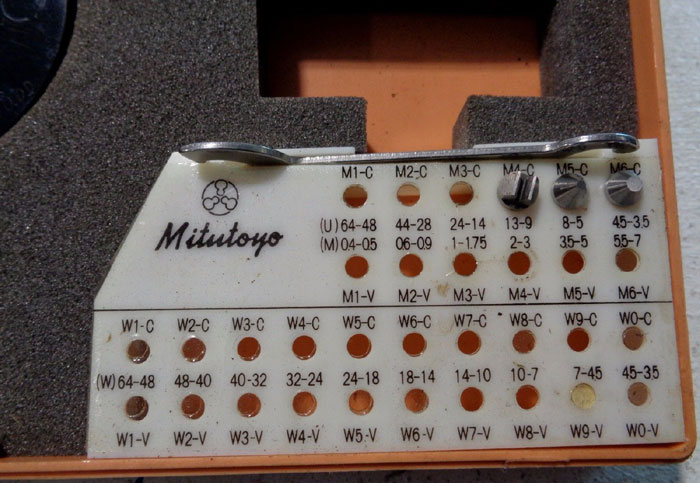 M1-C M2-C M3-C M4-C M5-C M6-C
Mitutoyo
(U) 64-48 44-28 24-14 13-9 8-5 45-3.5
(M) 04-05 06-09 1-1.75 2-3 35-5 55-7
M1-V M2-V M3-V M4-V M5-V M6-V
W1-C W2-C W3-C W4-C W5-C W6-C W7-C W8-C W9-C W0-C
(W) 64-48 48-40 40-32 32-24 24-18 18-14 14-10 10-7 7-45 45-35
W1-V W2-V W3-V W4-V W5-V W6-V W7-V W8-V W9-V W0-V